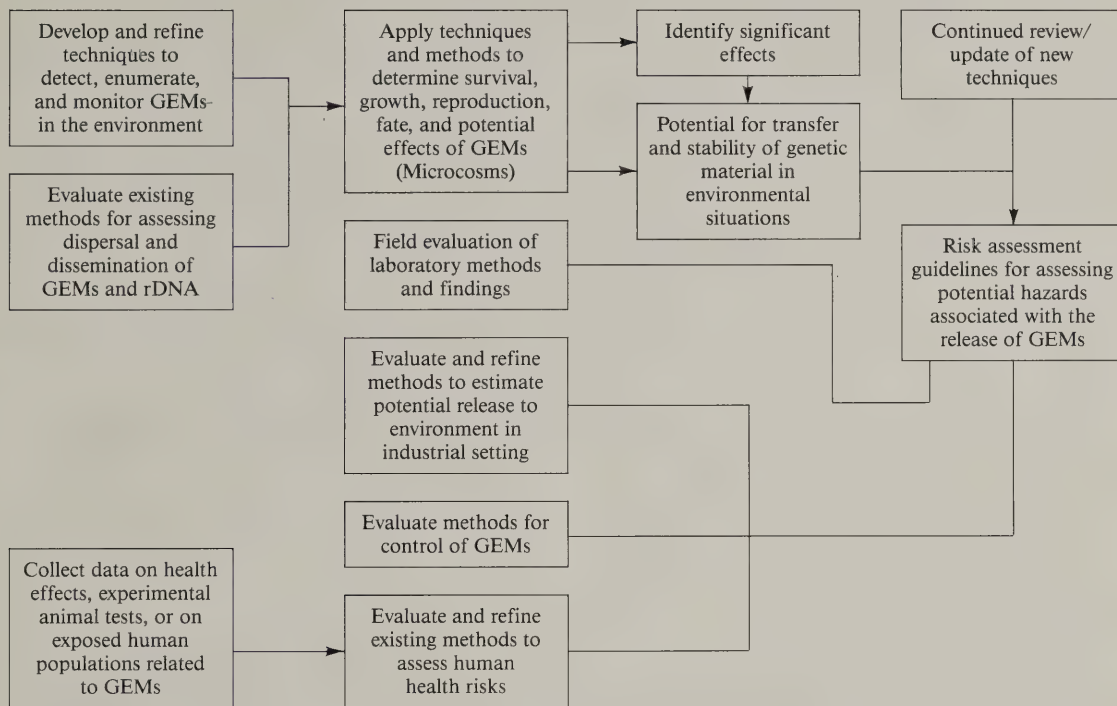 Develop and refine
techniques to
detect, enumerate,
and monitor GEMs-
in the environment
Evaluate existing
methods for assessing
dispersal and
dissemination of
GEMs and rDNA
Collect data on health
effects, experimental
animal tests, or on
exposed human
populations related
to GEMs
Apply techniques
and methods to
determine survival,
growth, reproduction,
fate, and potential
effects of GEMs
(Microcosms)
Field evaluation of
laboratory methods
and findings
Evaluate and refine
methods to estimate
potential release to
environment in
industrial setting
Evaluate methods for
control of GEMs
Evaluate and refine
existing methods to
assess human
health risks
Identify significant
effects
Potential for transfer
and stability of genetic
material in
environmental
situations
Continued review/
update of new
techniques
Risk assessment
guidelines for assessing
potential hazards
associated with the
release of GEMs